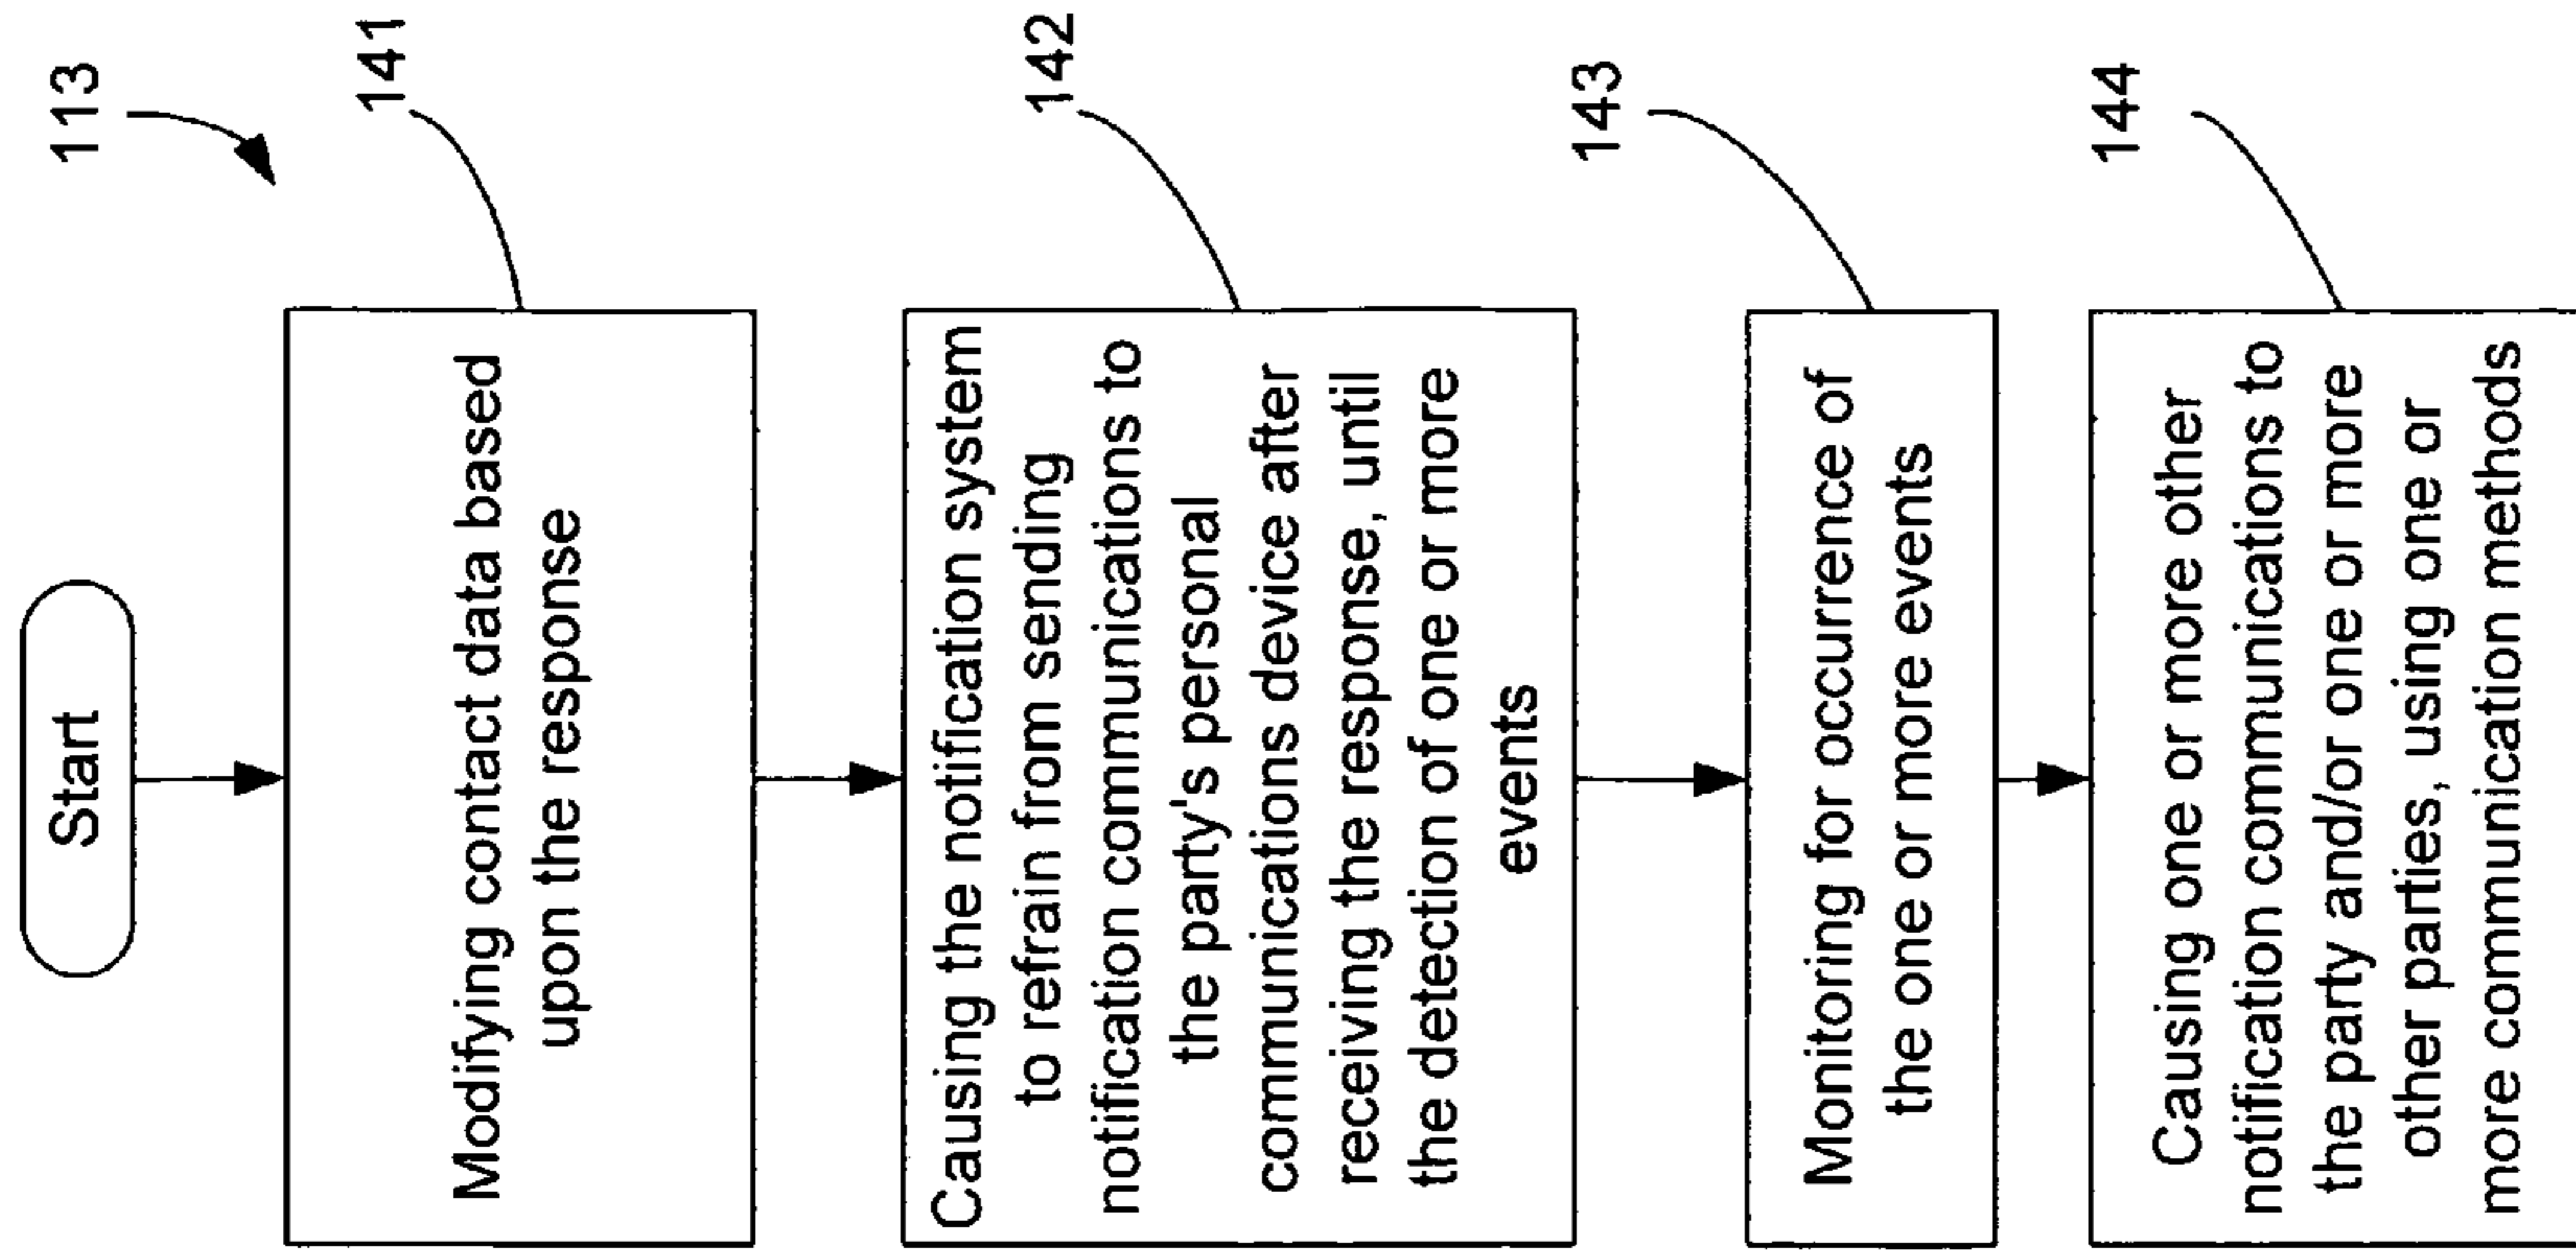 113
Start
141
Modifying contact data based
upon the response
142
Causing the notification system
to refrain from sending
notification communications to
the party's personal
communications device after
receiving the response, until
the detection of one or more
events
143
Monitoring for occurrence of
the one or more events
144
Causing one or more other
notification communications to
the party and/or one or more
other parties, using one or
more communication methods